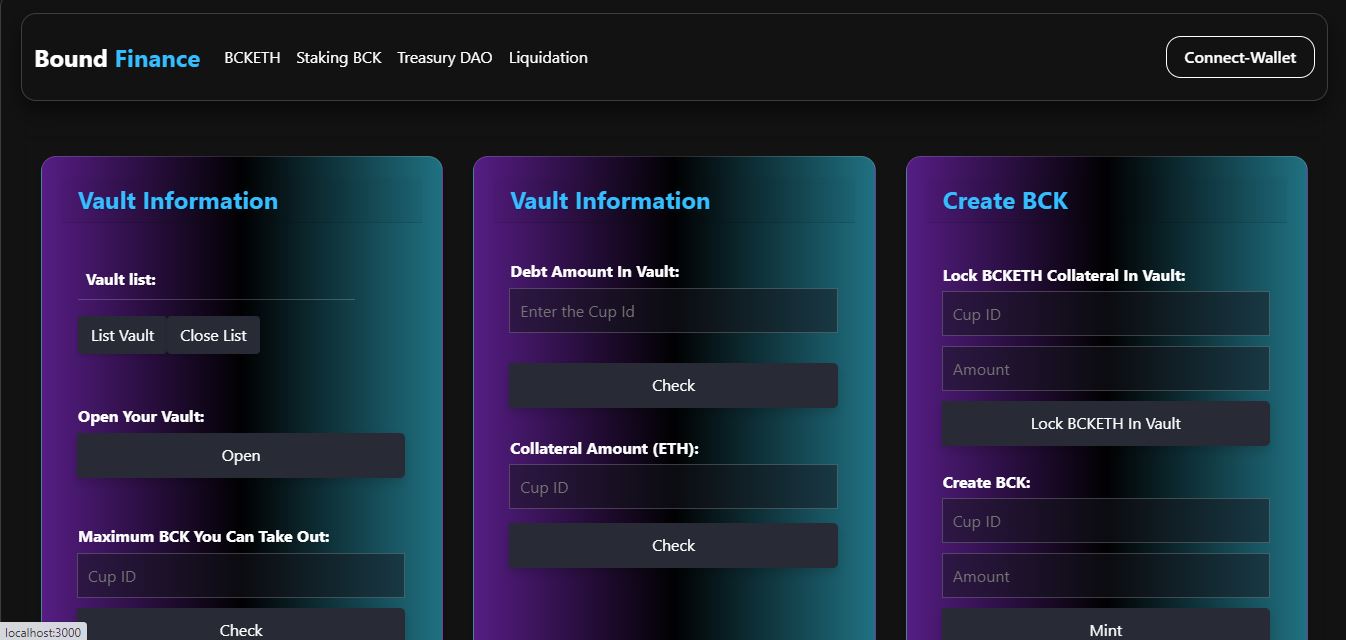 Bound Finance BCKETH Staking BCK Treasury DAO Liquidation Connect-Wallet
Vault Information
Vault list:
List Vault Close List
Open Your Vault:
Open
Maximum BCK You Can Take Out:
Cup ID
Check
Vault Information
Debt Amount In Vault:
Enter the Cup Id
Check
Collateral Amount (ETH):
Cup ID
Check
Create BCK
Lock BCKETH Collateral In Vault:
Cup ID
Amount
Lock BCKETH In Vault
Create BCK:
Cup ID
Amount
Mint
localhost:3000